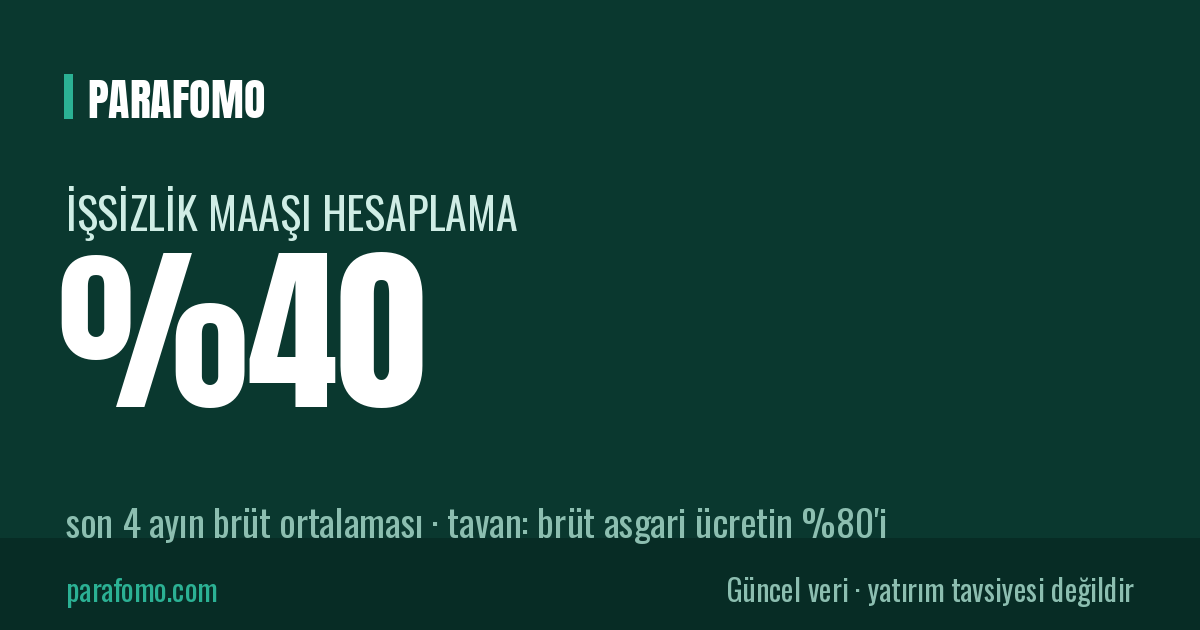 PARAFOMO
İŞSİZLİK MAAŞI HESAPLAMA
%40
son 4 ayın brüt ortalaması · tavan: brüt asgari ücretin %80'i
parafomo.com
Güncel veri · yatırım tavsiyesi değildir